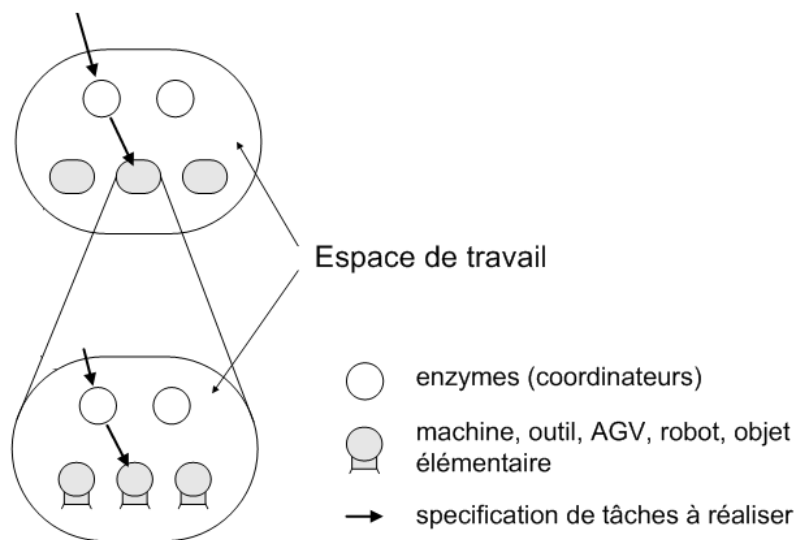 Espace de travail
enzymes (coordinateurs)
machine, outil, AGV, robot, objet
élémentaire
specification de tâches à réaliser